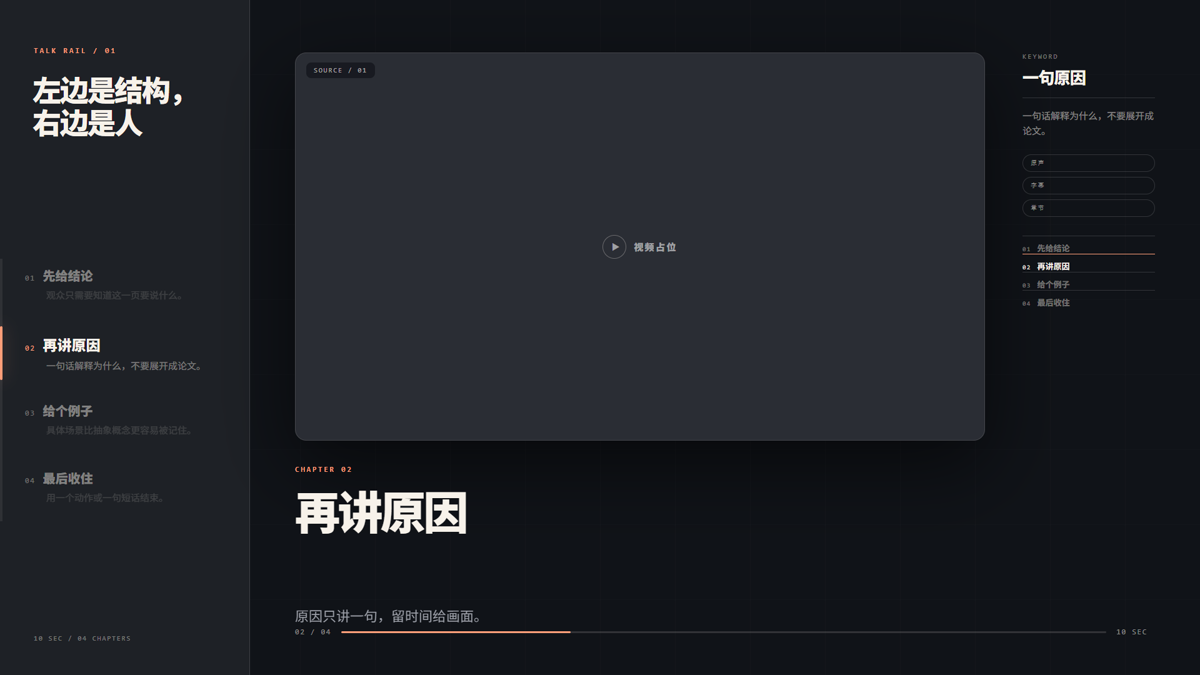 TALK RAIL / 01
左边是结构，
右边是人
01 先给结论
观众只需要知道这一页要说什么。
02 再讲原因
一句话解释为什么，不要展开成论文。
03 给个例子
具体场景比抽象概念更容易被记住。
04 最后收住
用一个动作或一句短话结束。
10 SEC / 04 CHAPTERS
SOURCE / 01
视频占位
CHAPTER 02
再讲原因
原因只讲一句，留时间给画面。
02 / 04
10 SEC
KEYWORD
一句原因
一句话解释为什么，不要展开成
论文。
原声
字幕
章节
01 先给结论
02 再讲原因
03 给个例子
04 最后收住